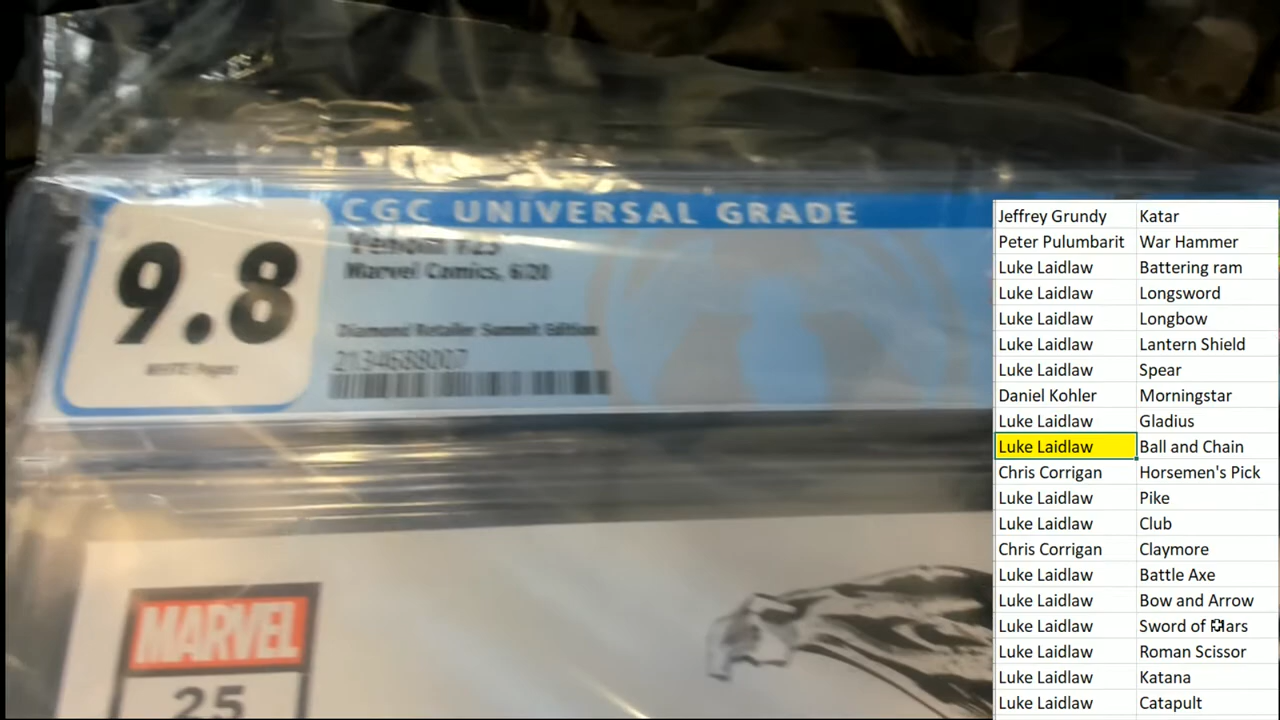 CGC UNIVERSAL GRADE
9.8
WHITE Pages
Venom #25
Marvel Comics, 6/20
Diamond Retailer Summit Edition
2134688007
MARVEL
25
Jeffrey Grundy Katar
Peter Pulumbarit War Hammer
Luke Laidlaw Battering ram
Luke Laidlaw Longsword
Luke Laidlaw Longbow
Luke Laidlaw Lantern Shield
Luke Laidlaw Spear
Daniel Kohler Morningstar
Luke Laidlaw Gladius
Luke Laidlaw Ball and Chain
Chris Corrigan Horsemen's Pick
Luke Laidlaw Pike
Luke Laidlaw Club
Chris Corrigan Claymore
Luke Laidlaw Battle Axe
Luke Laidlaw Bow and Arrow
Luke Laidlaw Sword of Mars
Luke Laidlaw Roman Scissor
Luke Laidlaw Katana
Luke Laidlaw Catapult